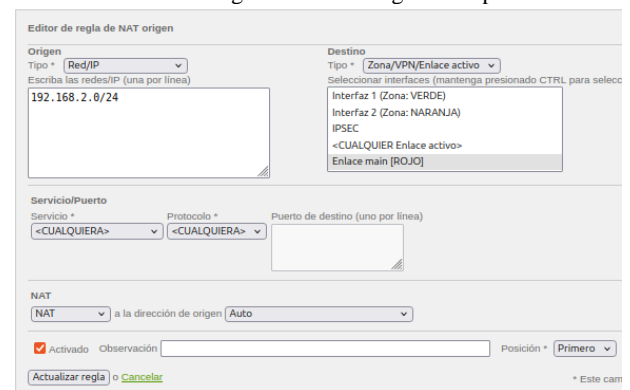 Editor de regla de NAT origen
Origen Destino
Tipo * Red/IP Tipo * Zona/VPN/Enlace activo
Escriba las redes/IP (una por línea) Seleccionar interfaces (mantenga presionado CTRL para
192.168.2.0/24
Interfaz 1 (Zona: VERDE)
Interfaz 2 (Zona: NARANJA)
IPSEC
<CUALQUIER Enlace activo>
Enlace main [ROJO]
Servicio/Puerto
Servicio * Protocolo * Puerto de destino (uno por línea)
<CUALQUIERA> <CUALQUIERA>
NAT
NAT a la dirección de origen Auto
Activado Observación Posición * Primero
Actualizar regla o Cancelar * Este